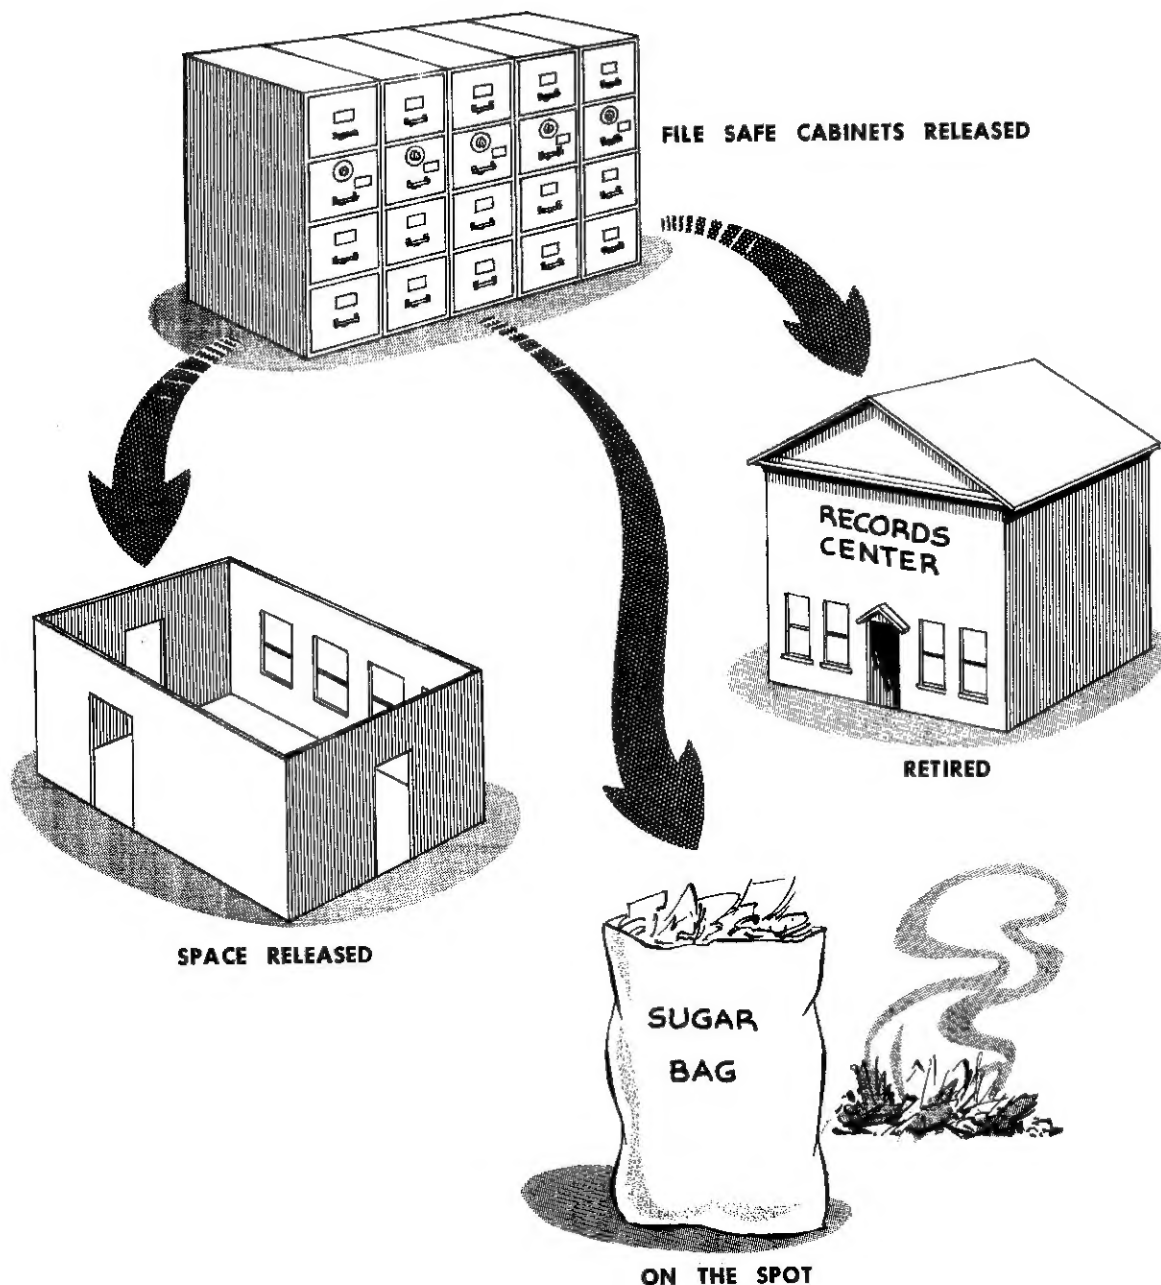 FILE SAFE CABINETS RELEASED
RECORDS
CENTER
RETIRED
SPACE RELEASED
SUGAR
BAG
ON THE SPOT